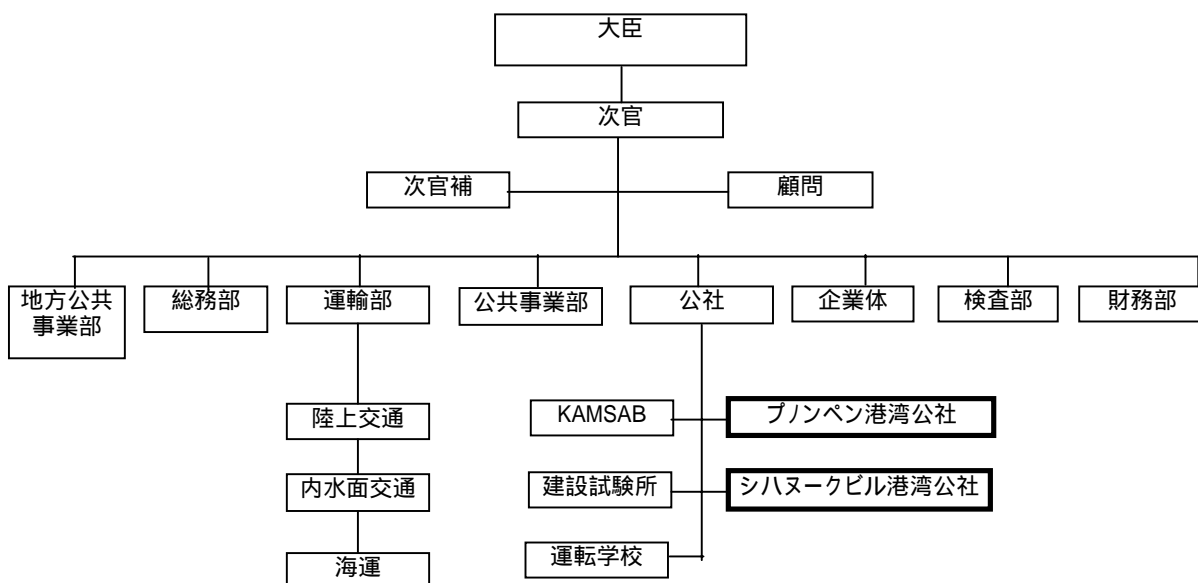 大臣
次官
次官補
顧問
地方公共
事業部
総務部
運輸部
公共事業部
公社
企業体
検査部
財務部
陸上交通
KAMSAB
プノンペン港湾公社
内水面交通
建設試験所
シハヌークビル港湾公社
海運
運転学校